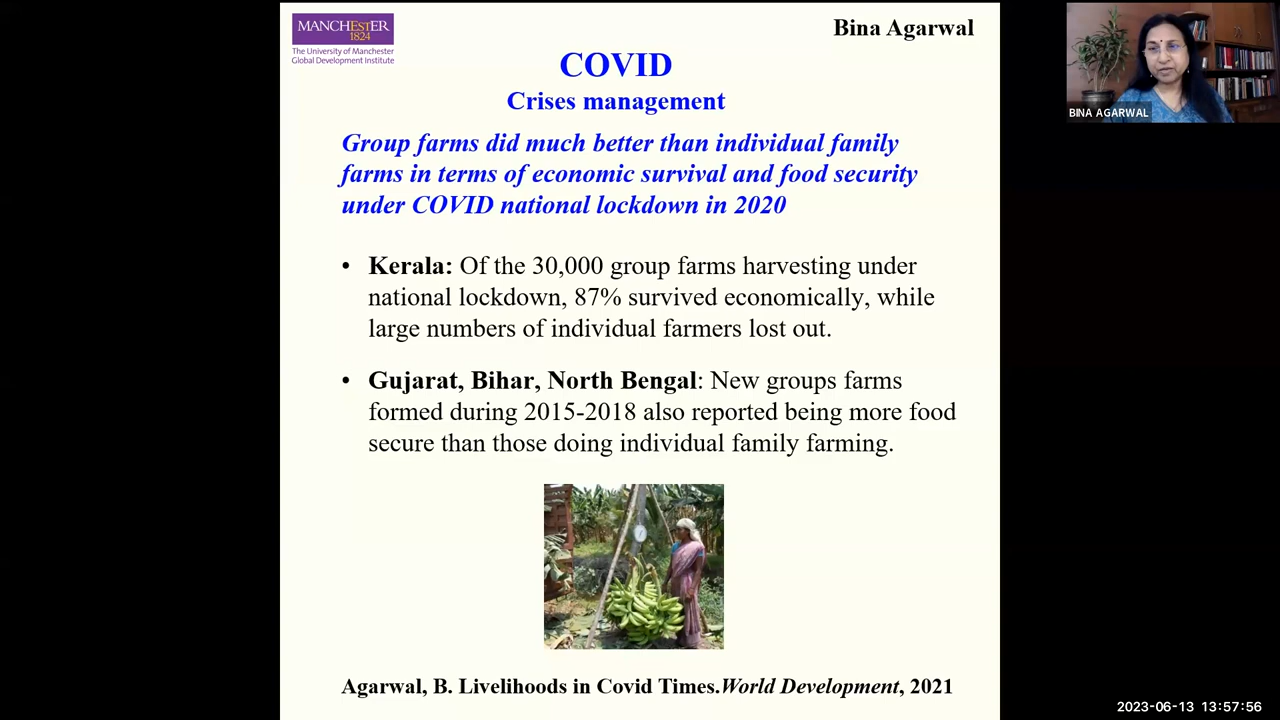 MANCHESTER
1824
The University of Manchester
Global Development Institute
Bina Agarwal
COVID
Crises management
Group farms did much better than individual family
farms in terms of economic survival and food security
under COVID national lockdown in 2020
• Kerala: Of the 30,000 group farms harvesting under
national lockdown, 87% survived economically, while
large numbers of individual farmers lost out.
• Gujarat, Bihar, North Bengal: New groups farms
formed during 2015-2018 also reported being more food
secure than those doing individual family farming.
Agarwal, B. Livelihoods in Covid Times.World Development, 2021
BINA AGARWAL
2023-06-13 13:57:56